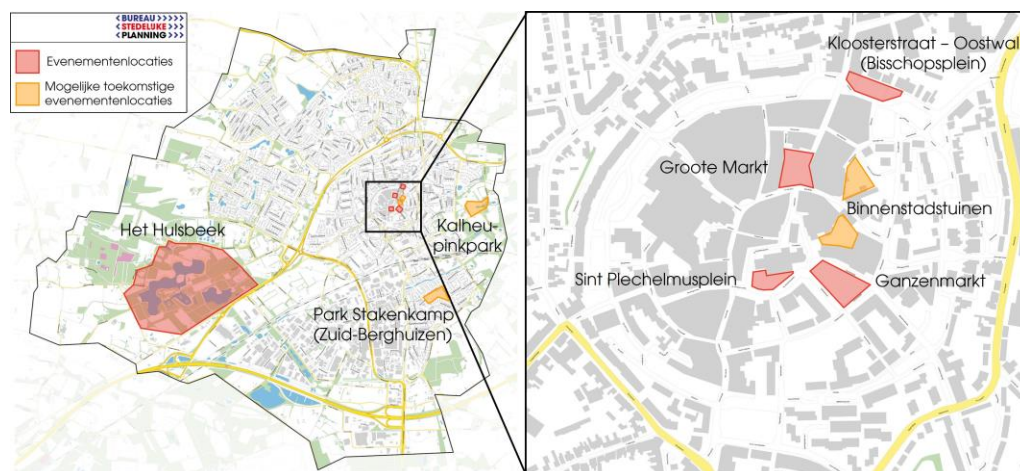 BUREAU
STEDELIJKE
PLANNING
Evenementenlocaties
Mogelijke toekomstige
evenementenlocaties
Het Hulsbeek
Kalheu-
pinkpark
Park Stakenkamp
(Zuid-Berghuizen)
Kloosterstraat – Oostwal
(Bisschopsplein)
Groote Markt
Binnenstadstuinen
Sint Plechelmusplein
Ganzenmarkt